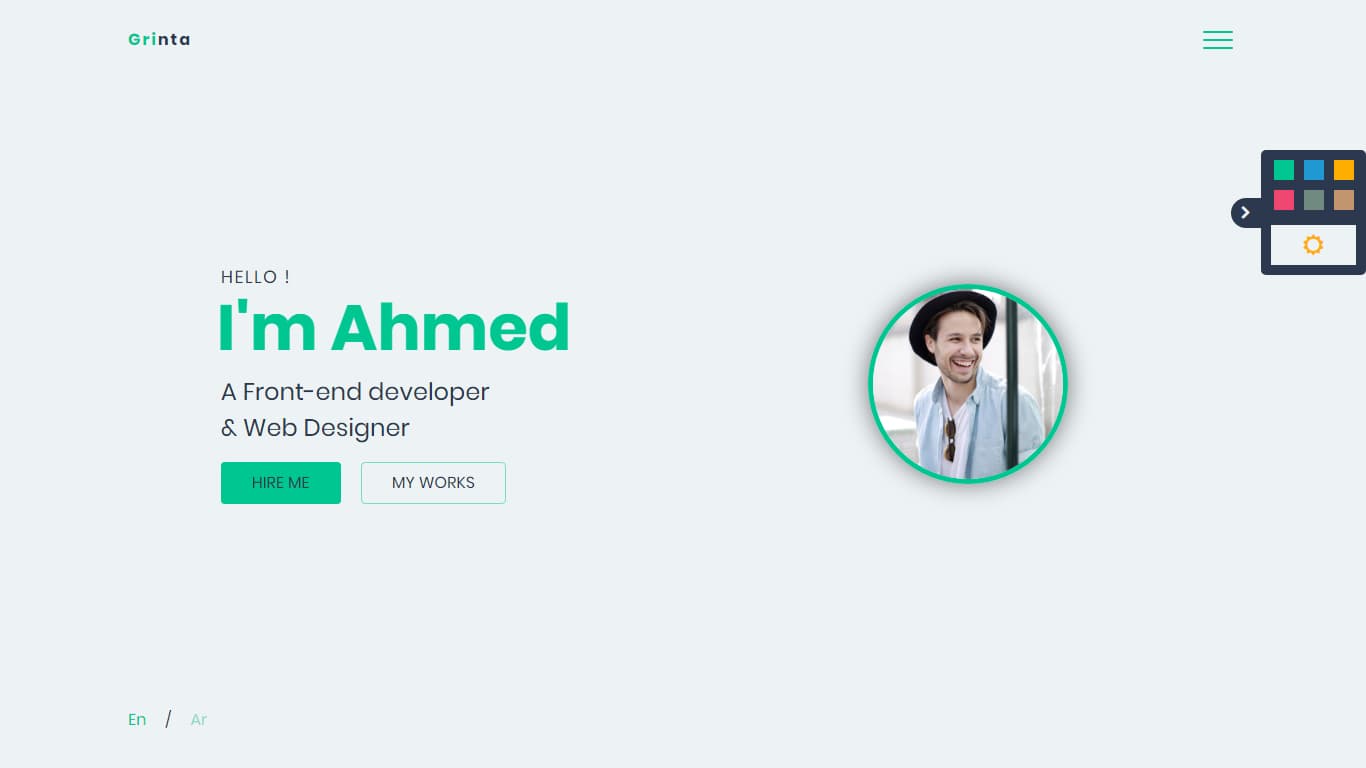 Grinta
HELLO !
I'm Ahmed
A Front-end developer
& Web Designer
HIRE ME
MY WORKS
En / Ar